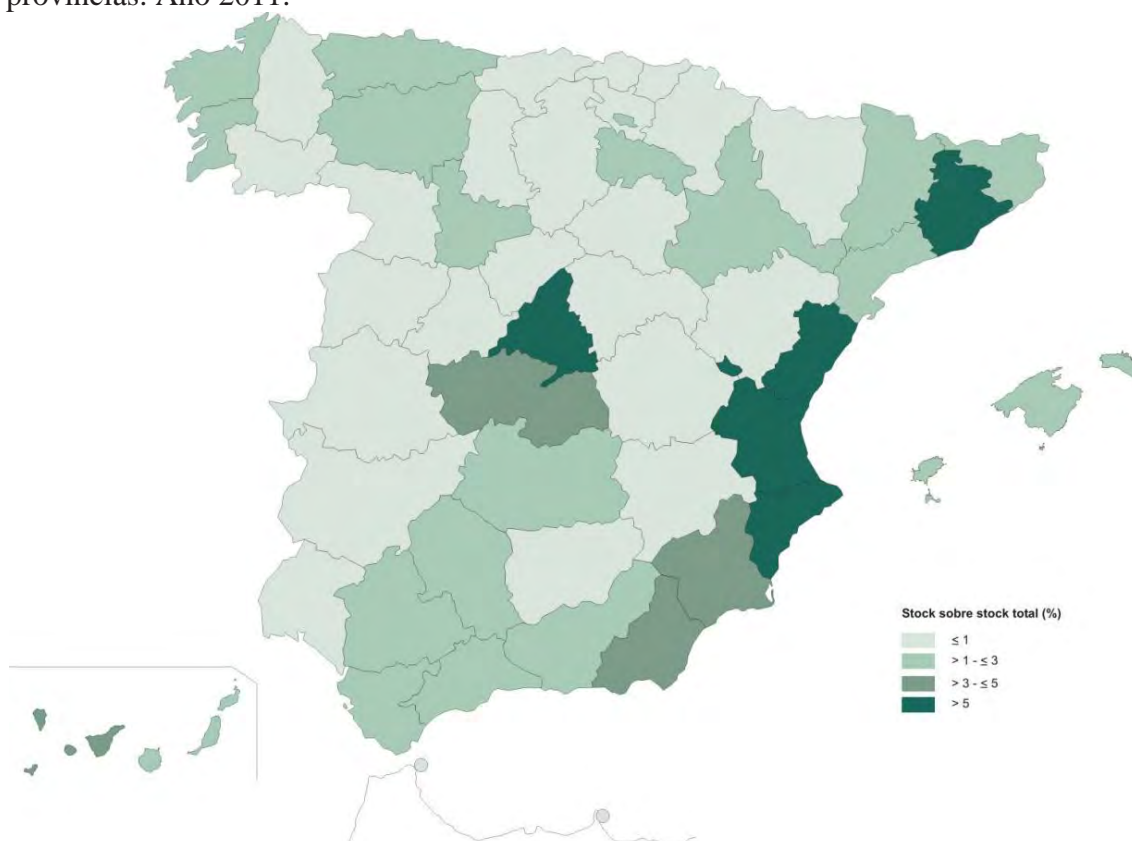 provincias. Año 2011.
Stock sobre stock total (%)
≤ 1
> 1 - ≤ 3
> 3 - ≤ 5
> 5